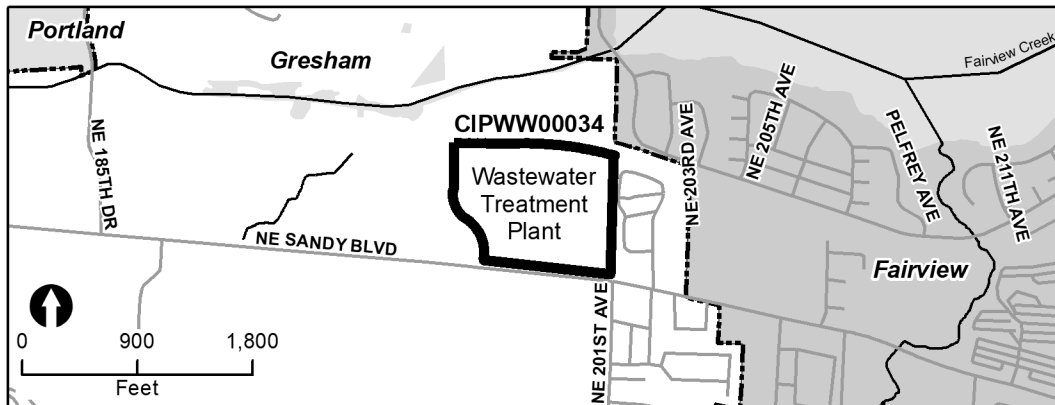 Portland
Gresham
Fairview Creek
CIPWW00034
Wastewater
Treatment
Plant
NE 185TH DR
NE SANDY BLVD
NE 201ST AVE
NE 203RD AVE
NE 205TH AVE
PELFREY AVE
NE 211TH AVE
Fairview
0 900 1,800
Feet